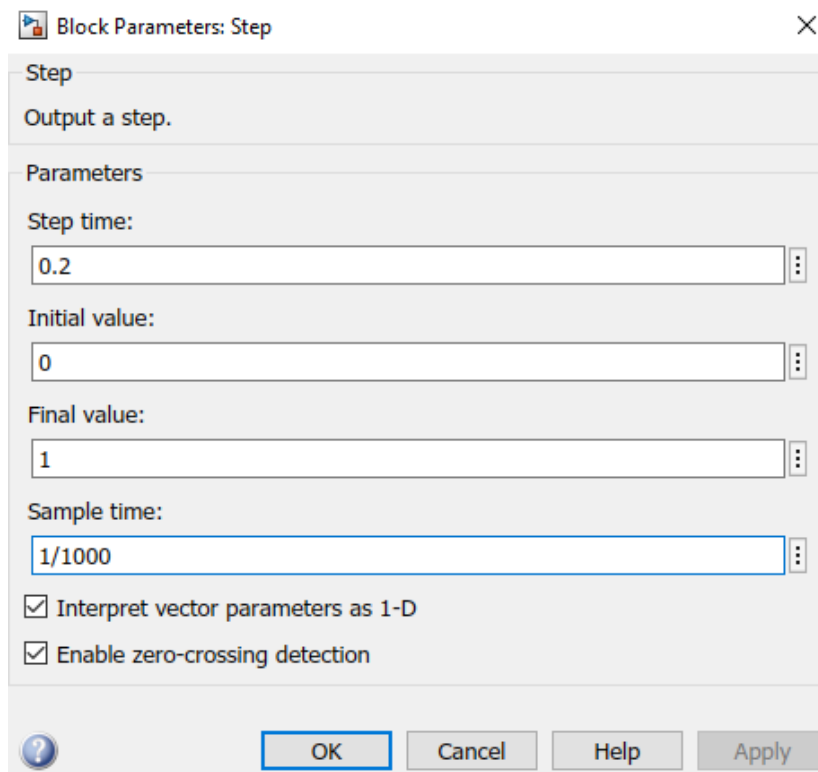 Block Parameters: Step
Step
Output a step.
Parameters
Step time:
0.2
Initial value:
0
Final value:
1
Sample time:
1/1000
Interpret vector parameters as 1-D
Enable zero-crossing detection
?
OK Cancel Help Apply